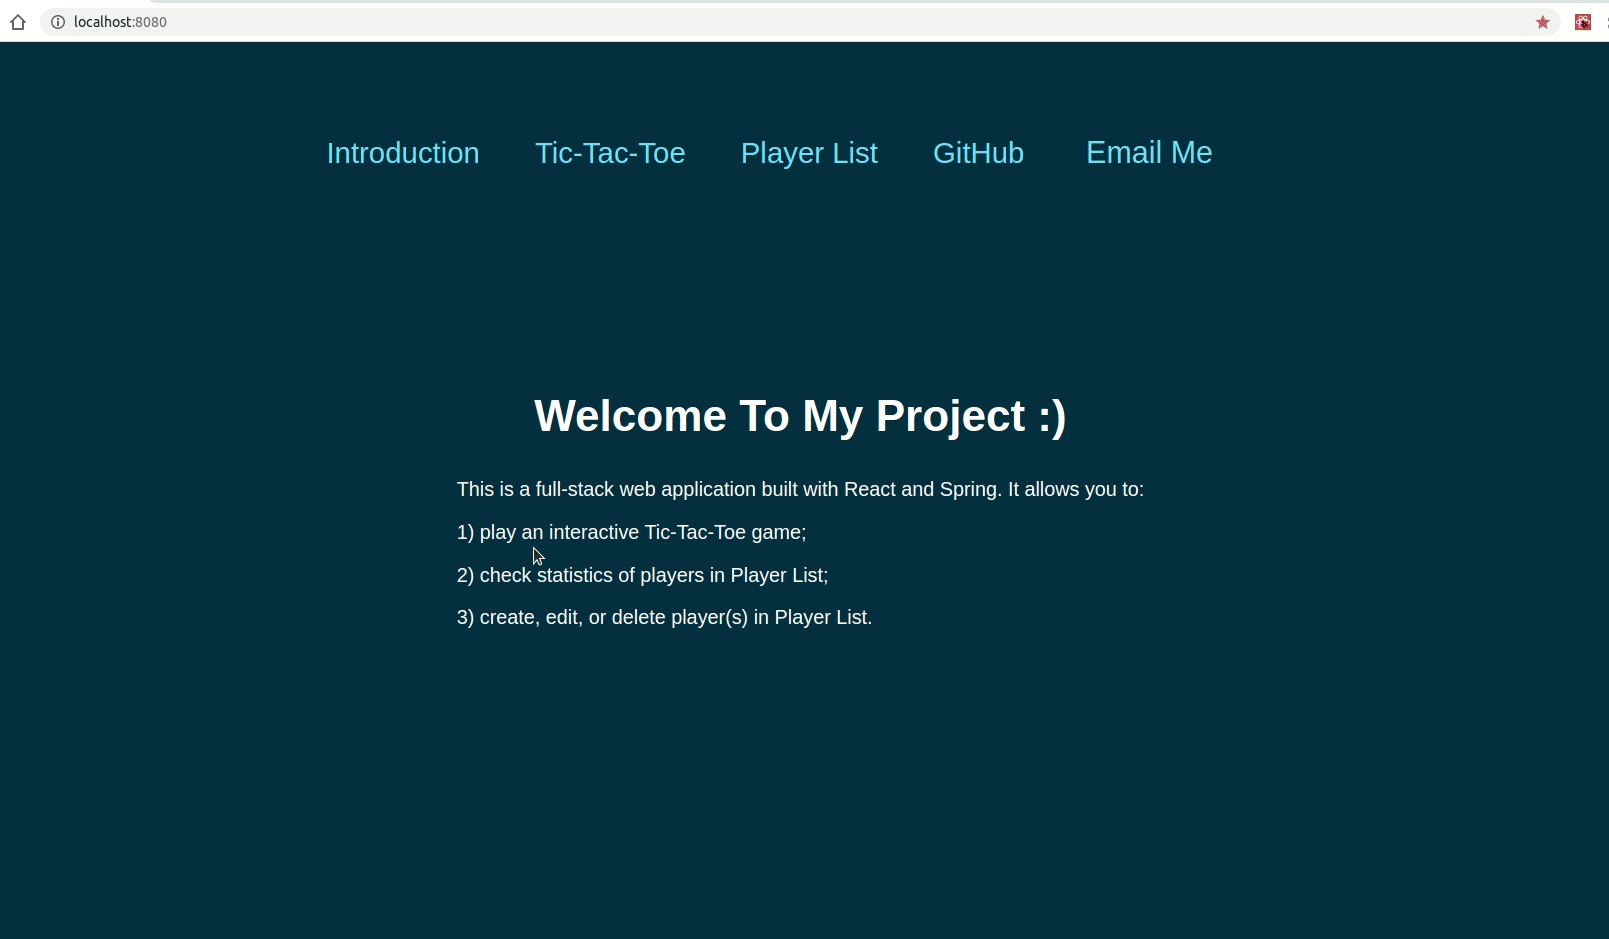 localhost:8080
Introduction Tic-Tac-Toe Player List GitHub Email Me
Welcome To My Project :)
This is a full-stack web application built with React and Spring. It allows you to:
1) play an interactive Tic-Tac-Toe game;
2) check statistics of players in Player List;
3) create, edit, or delete player(s) in Player List.